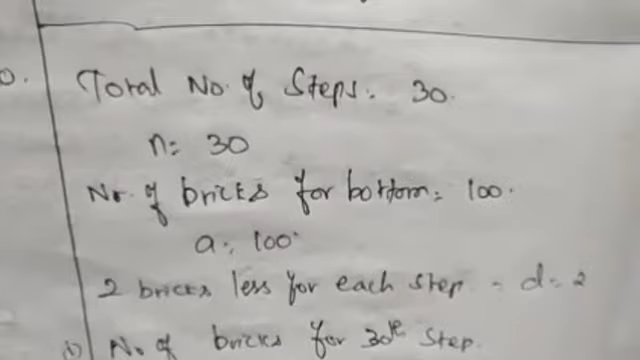 0.
Total No. of Steps: 30.
n = 30
No. of bricks for bottom = 100.
a = 100
2 bricks less for each step - d = 2
i) No. of bricks for 30th step.